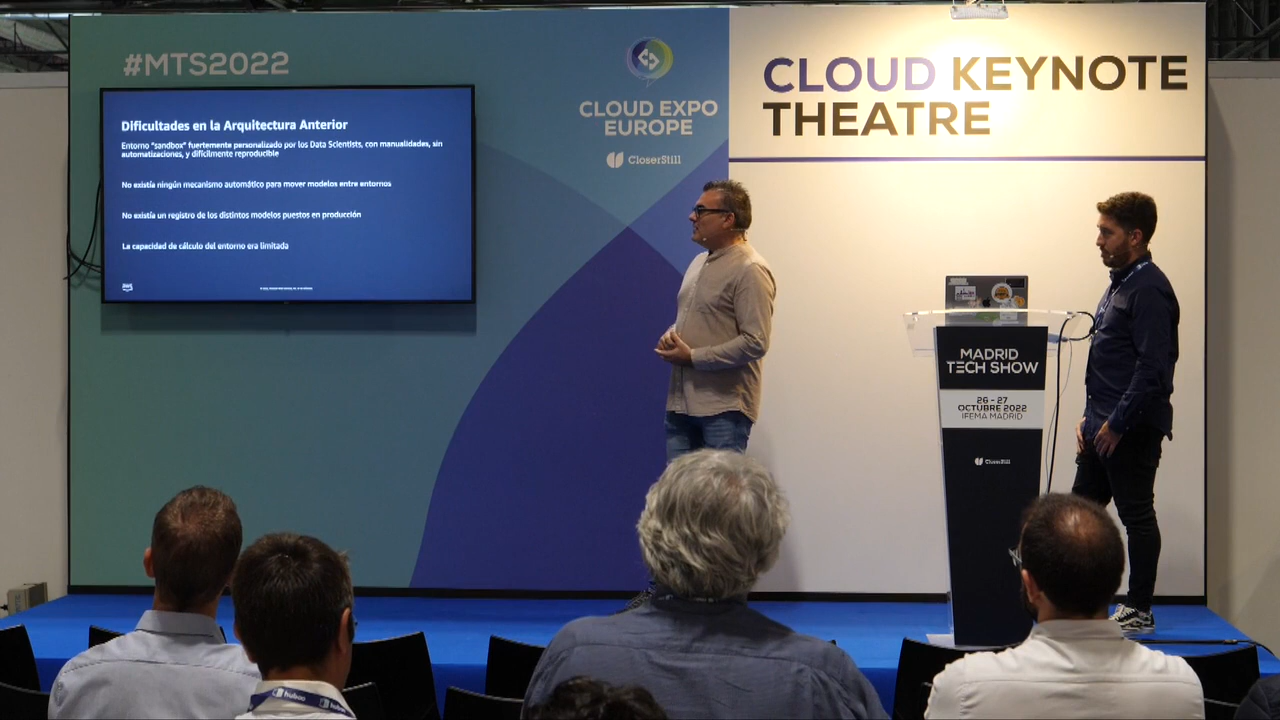 #MTS2022
Dificultades en la Arquitectura Anterior
Entorno "sandbox" fuertemente personalizado por los Data Scientists, con manualidades, sin
automatizaciones, y difícilmente reproducible
No existía ningún mecanismo automático para mover modelos entre entornos
No existía un registro de los distintos modelos puestos en producción
La capacidad de cálculo del entorno era limitada
aws
CLOUD EXPO
EUROPE
CloserStill
CLOUD KEYNOTE
THEATRE
MADRID
TECH SHOW
26 - 27
OCTUBRE 2022
IFEMA MADRID
CloserStill
huboo